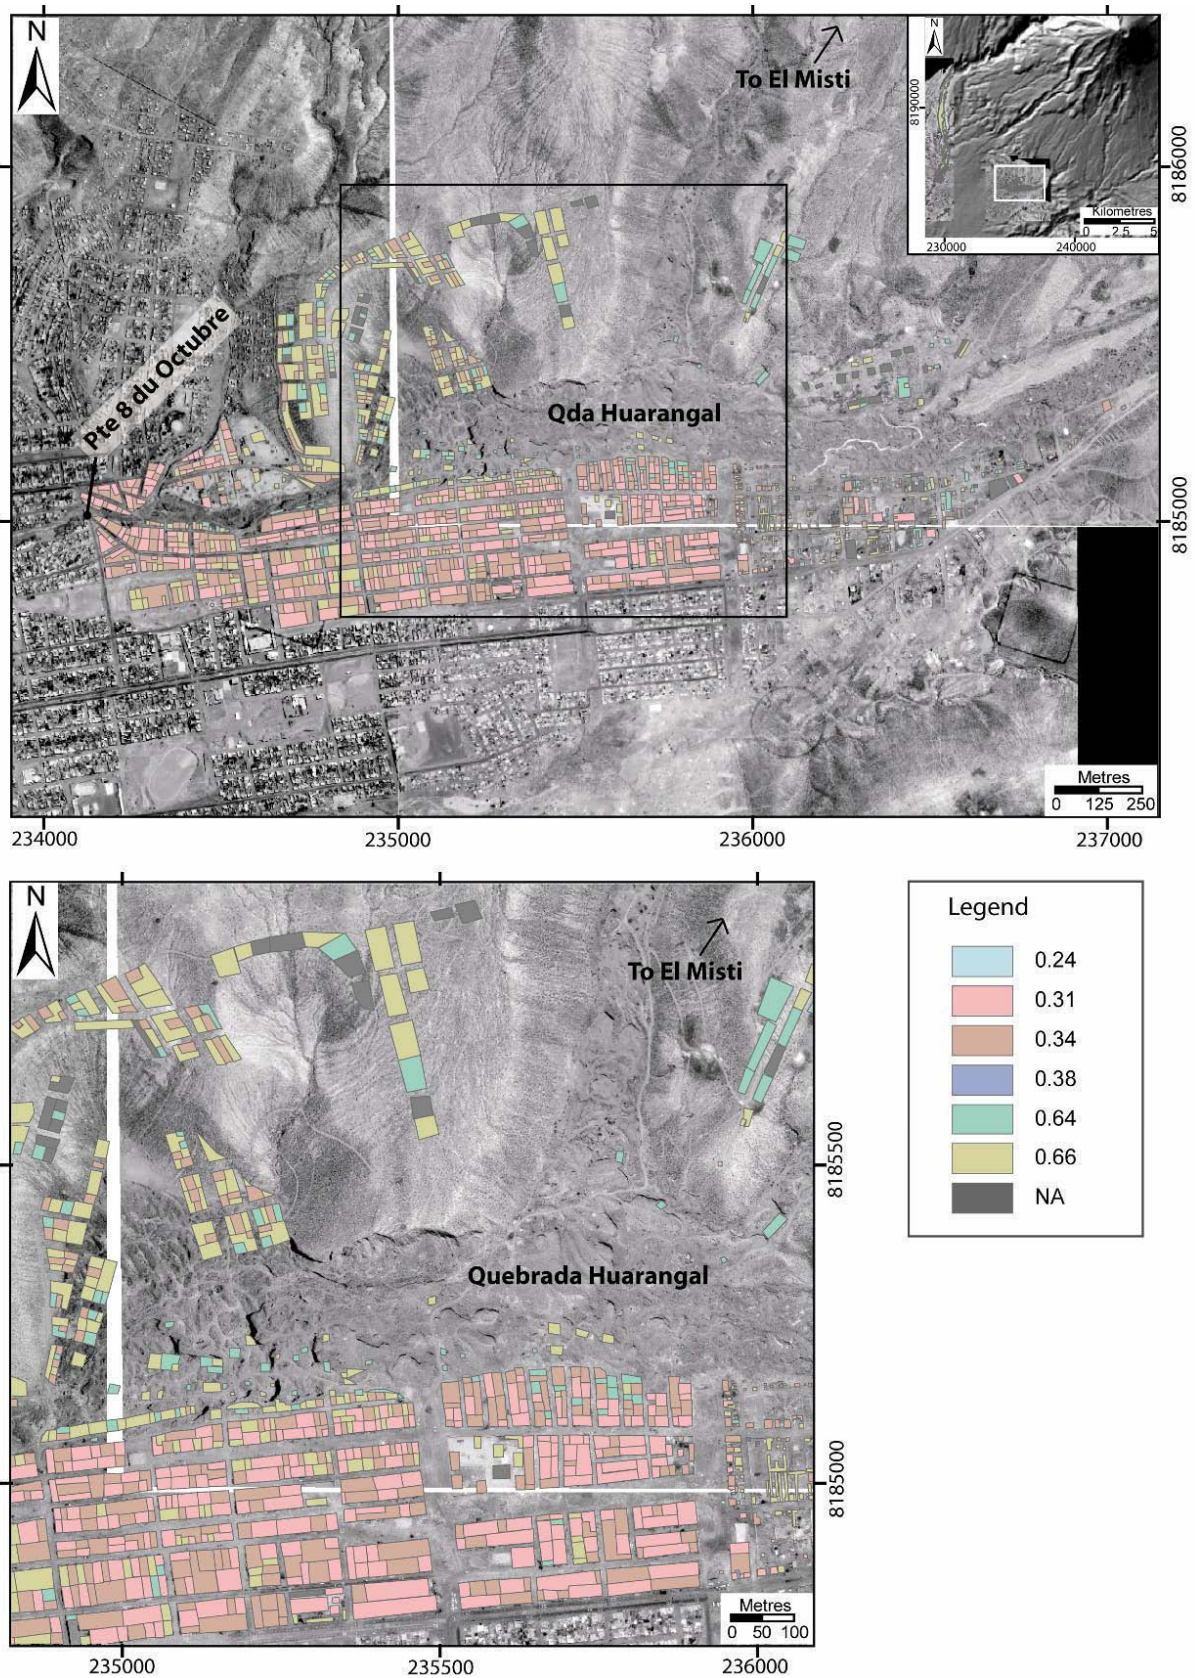 N
To El Misti
N
8190000
Kilometres
0 2.5 5
230000 240000
8186000
Pte 8 du Octubre
Qda Huarangal
8185000
Metres
0 125 250
234000 235000 236000 237000
N
To El Misti
8185500
Quebrada Huarangal
8185000
Metres
0 50 100
235000 235500 236000
Legend
0.24
0.31
0.34
0.38
0.64
0.66
NA